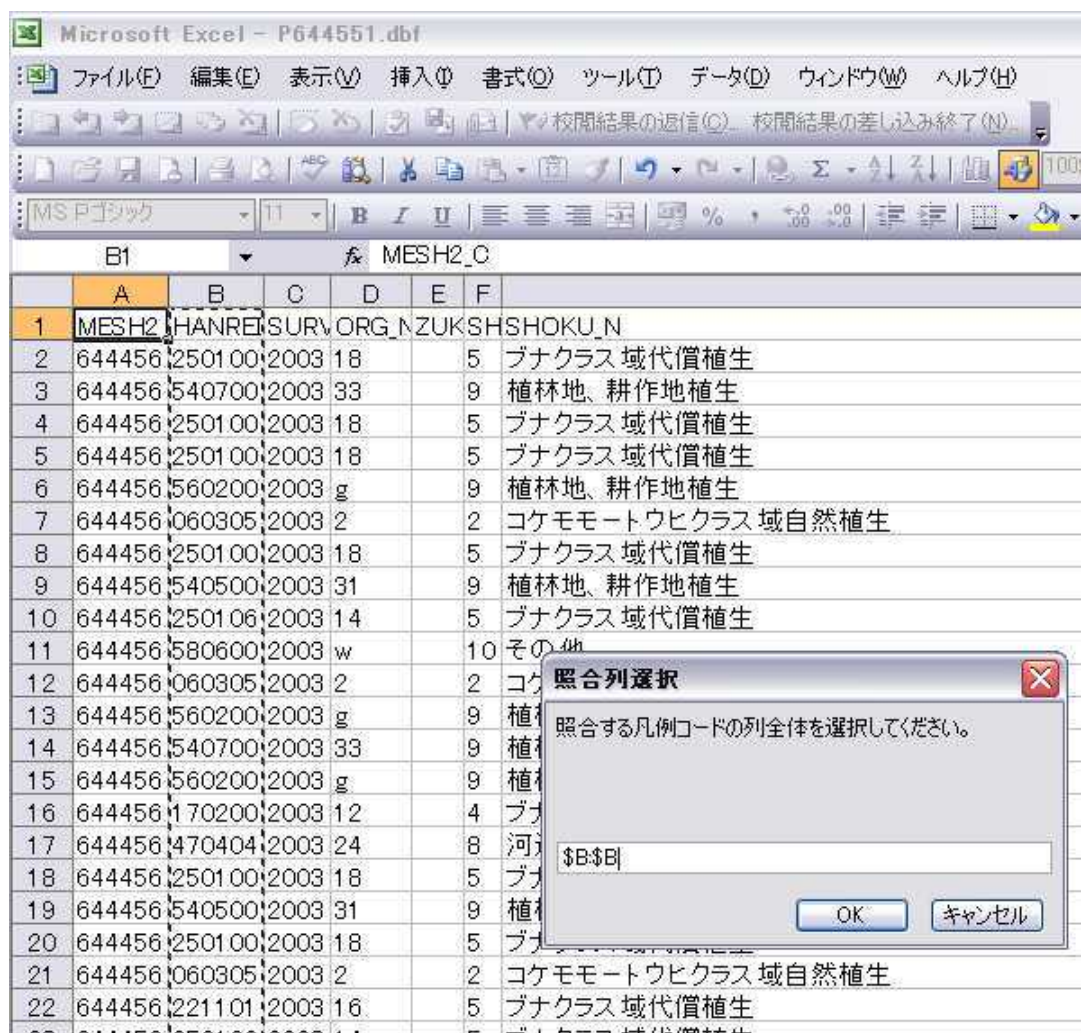 Microsoft Excel - P644551.dbf
ファイル(F) 編集(E) 表示(V) 挿入(I) 書式(O) ツール(T) データ(D) ウィンドウ(W) ヘルプ(H)
校閲結果の返信(C)... 校閲結果の差し込み終了(N)...
100%
MS Pゴシック 11 B I U % ,
B1 fx MESH2_C
A B C D E F
1 MESH2 HANREI SURV ORG_N ZUK SH SHOKU_N
2 644456 250100 2003 18 5 ブナクラス域代償植生
3 644456 540700 2003 33 9 植林地、耕作地植生
4 644456 250100 2003 18 5 ブナクラス域代償植生
5 644456 250100 2003 18 5 ブナクラス域代償植生
6 644456 560200 2003 g 9 植林地、耕作地植生
7 644456 060305 2003 2 2 コケモモートウヒクラス域自然植生
8 644456 250100 2003 18 5 ブナクラス域代償植生
9 644456 540500 2003 31 9 植林地、耕作地植生
10 644456 250106 2003 14 5 ブナクラス域代償植生
11 644456 580600 2003 w 10 その他
12 644456 060305 2003 2 2 コケ
13 644456 560200 2003 g 9 植
14 644456 540700 2003 33 9 植
15 644456 560200 2003 g 9 植
16 644456 170200 2003 12 4 ブナ
17 644456 470404 2003 24 8 河
18 644456 250100 2003 18 5 ブナ
19 644456 540500 2003 31 9 植
20 644456 250100 2003 18 5 ブナ
21 644456 060305 2003 2 2 コケモモートウヒクラス域自然植生
22 644456 221101 2003 16 5 ブナクラス域代償植生
照合列選択
照合する凡例コードの列全体を選択してください。
$B:$B
OK キャンセル